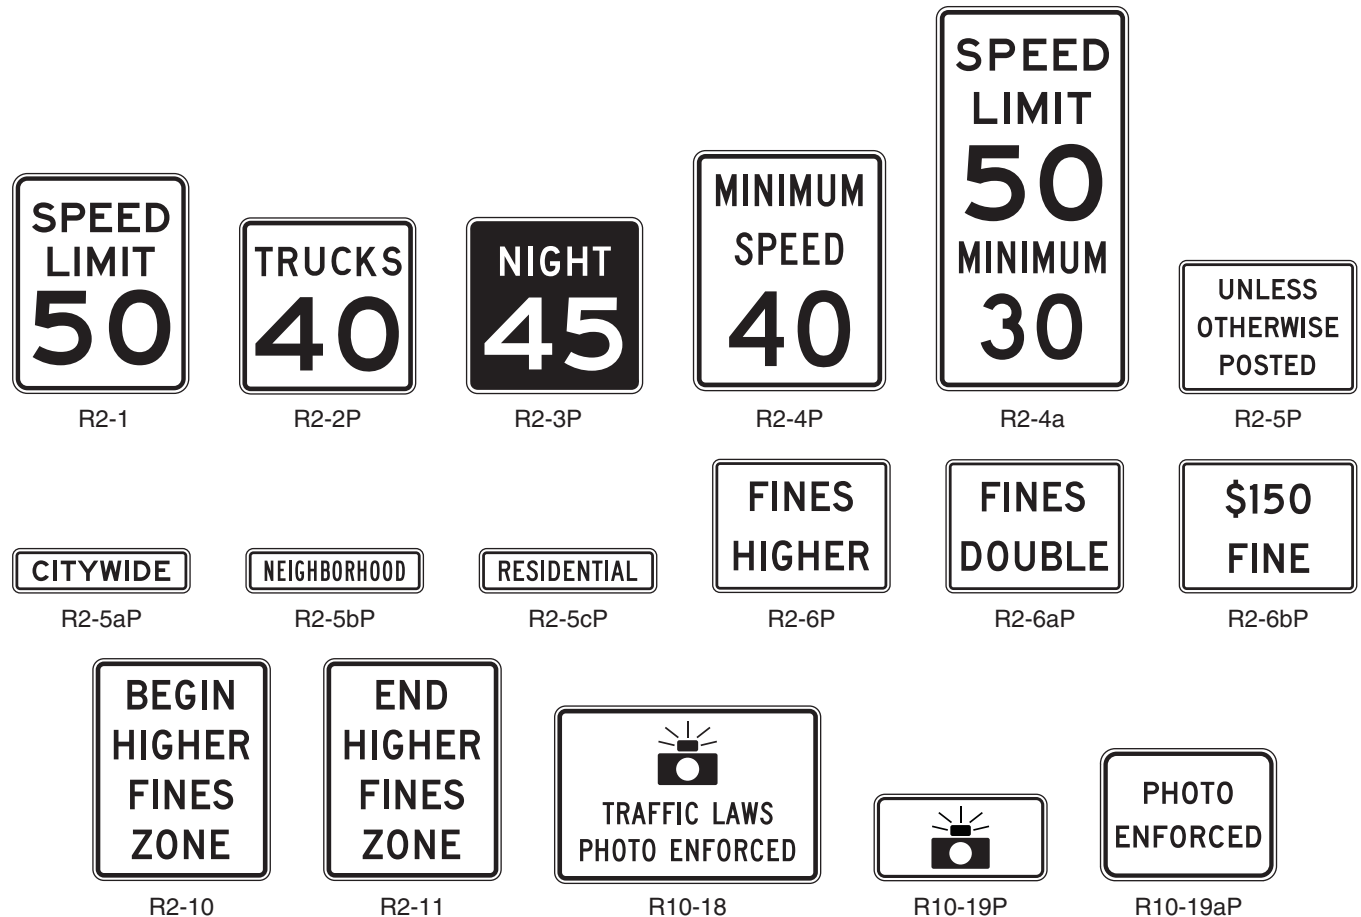 SPEED
LIMIT
50
R2-1
TRUCKS
40
R2-2P
NIGHT
45
R2-3P
MINIMUM
SPEED
40
R2-4P
SPEED
LIMIT
50
MINIMUM
30
R2-4a
UNLESS
OTHERWISE
POSTED
R2-5P
CITYWIDE
R2-5aP
NEIGHBORHOOD
R2-5bP
RESIDENTIAL
R2-5cP
FINES
HIGHER
R2-6P
FINES
DOUBLE
R2-6aP
$150
FINE
R2-6bP
BEGIN
HIGHER
FINES
ZONE
R2-10
END
HIGHER
FINES
ZONE
R2-11
TRAFFIC LAWS
PHOTO ENFORCED
R10-18
R10-19P
PHOTO
ENFORCED
R10-19aP